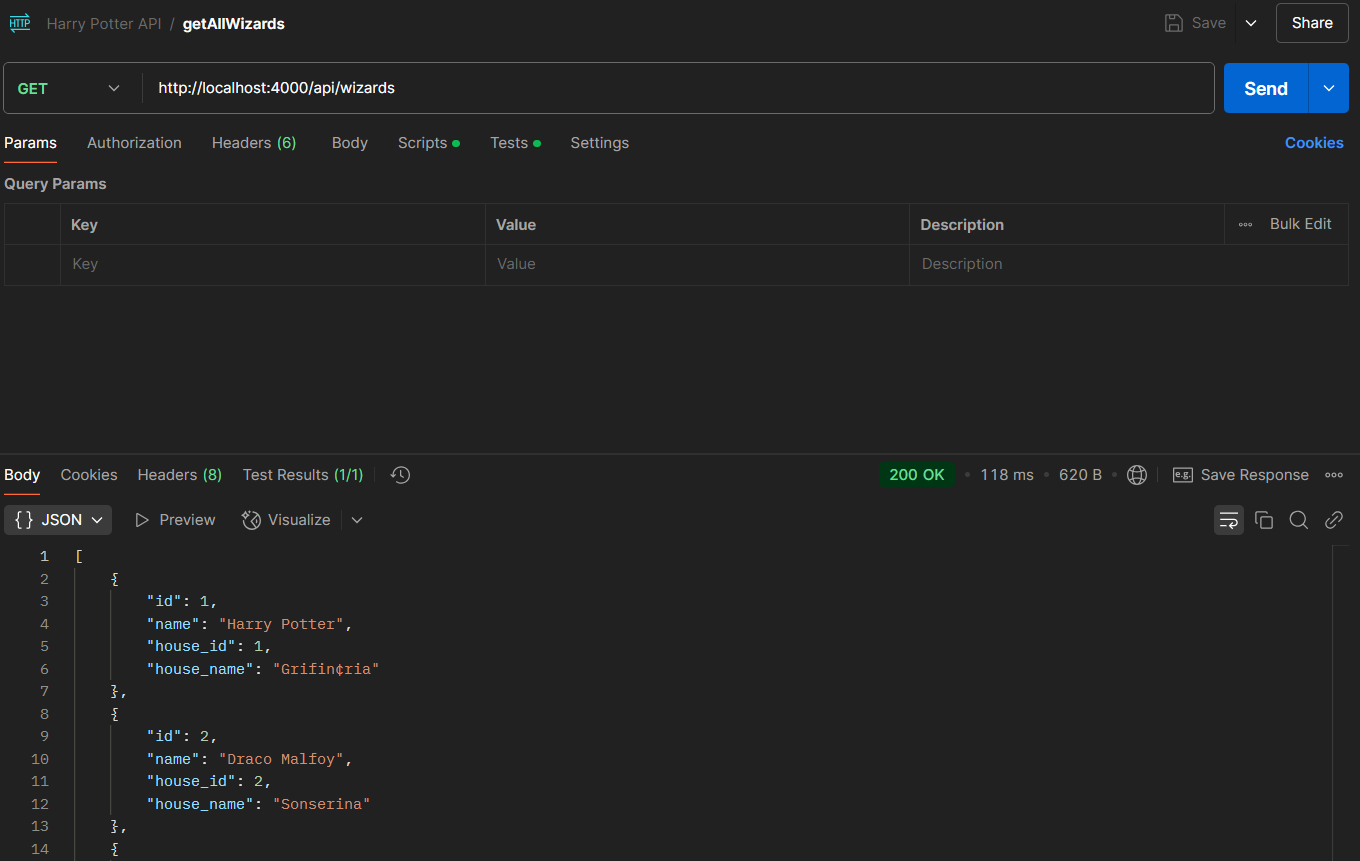 HTTP Harry Potter API / getAllWizards Save Share
GET http://localhost:4000/api/wizards Send
Params Authorization Headers (6) Body Scripts Tests Settings Cookies
Query Params
Key Value Description Bulk Edit
Key Value Description
Body Cookies Headers (8) Test Results (1/1) 200 OK 118 ms 620 B e.g. Save Response
{} JSON Preview Visualize
1 [
2 {
3 "id": 1,
4 "name": "Harry Potter",
5 "house_id": 1,
6 "house_name": "Grifin¢ria"
7 },
8 {
9 "id": 2,
10 "name": "Draco Malfoy",
11 "house_id": 2,
12 "house_name": "Sonserina"
13 },
14 {